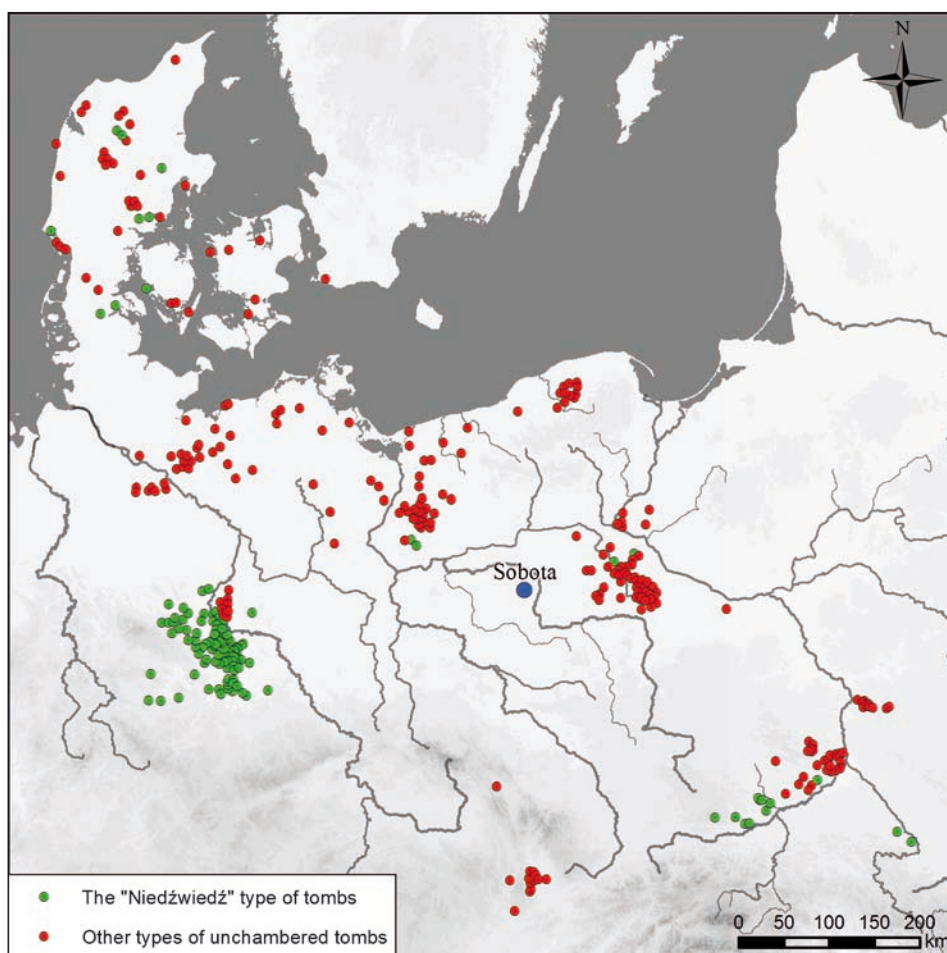 N
Sobota
The "Niedźwiedź" type of tombs
Other types of unchambered tombs
0 50 100 150 200
km